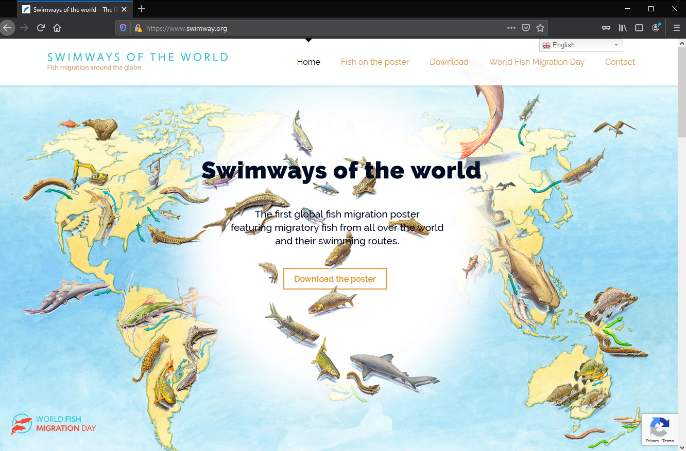 Swimways of the world - The fi
https://www.swimway.org
English
SWIMWAYS OF THE WORLD
Fish migration around the globe
Home Fish on the poster Download World Fish Migration Day Contact
Swimways of the world
The first global fish migration poster
featuring migratory fish from all over the world
and their swimming routes.
Download the poster
WORLD FISH
MIGRATION DAY
Privacy - Terms